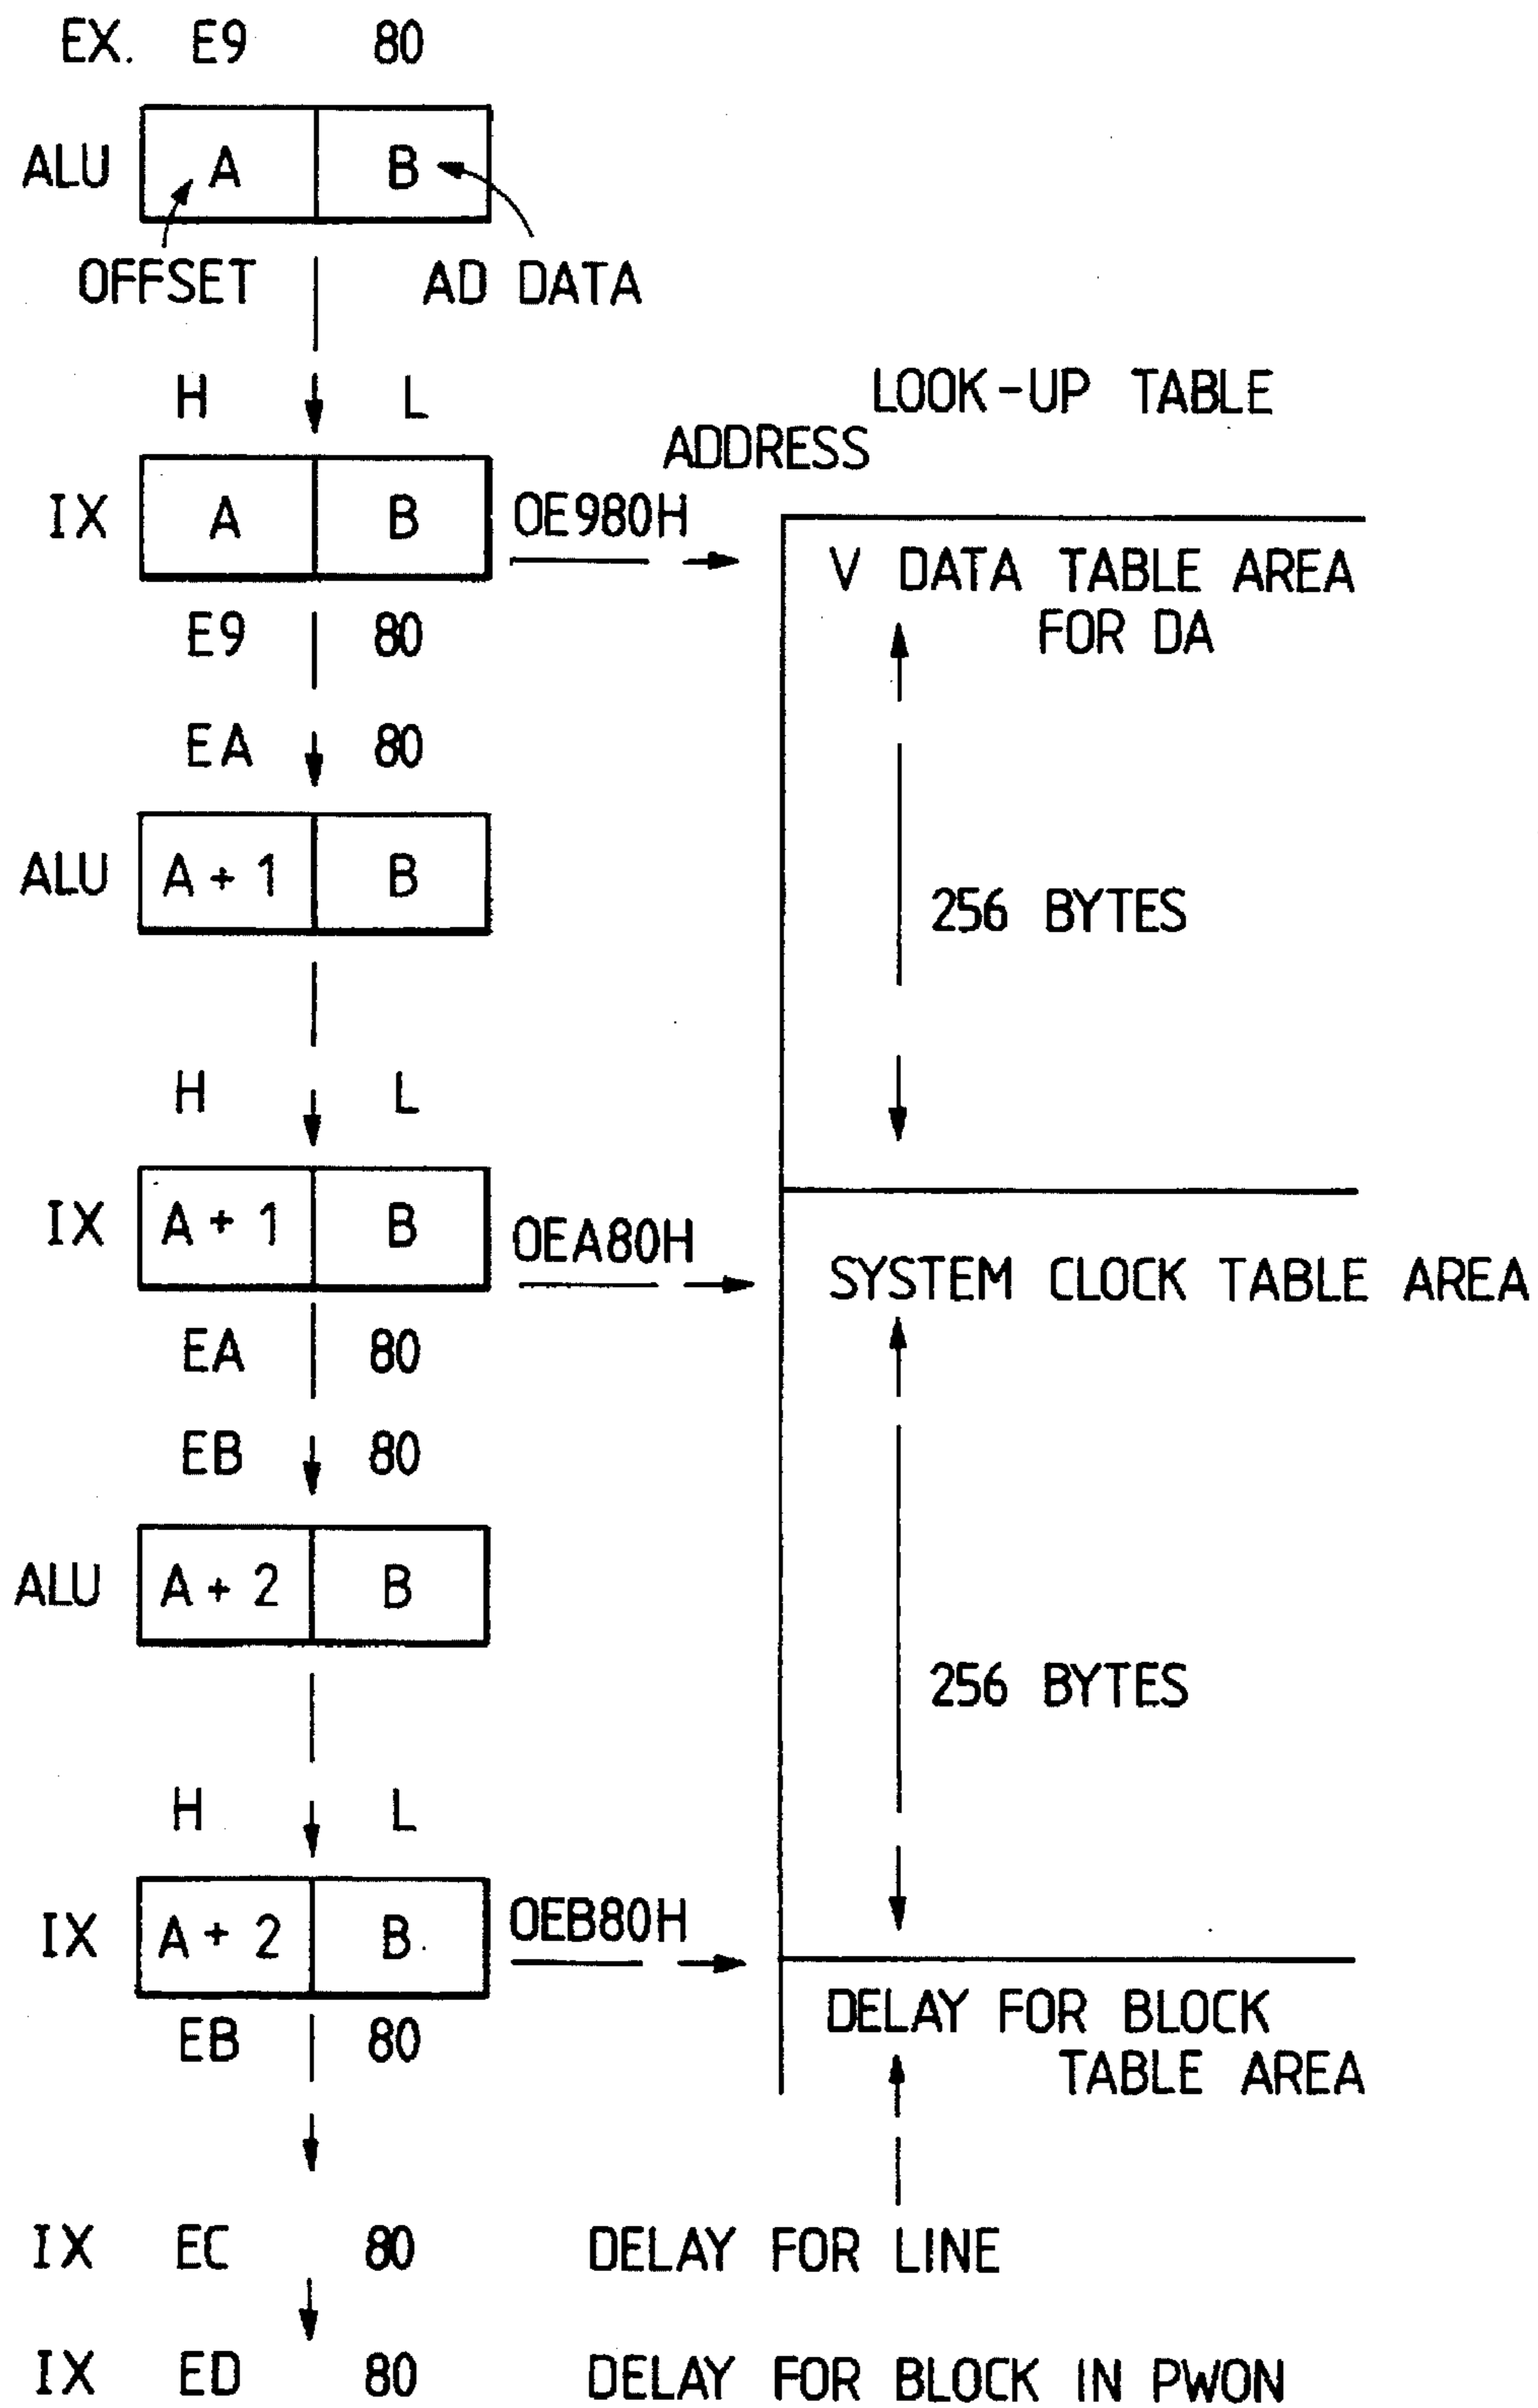 EX. E9 80
ALU A B
OFFSET AD DATA
H L
LOOK-UP TABLE
ADDRESS
IX A B OE980H
V DATA TABLE AREA
FOR DA
E9 80
EA 80
ALU A + 1 B
256 BYTES
H L
IX A + 1 B OEA80H
SYSTEM CLOCK TABLE AREA
EA 80
EB 80
ALU A + 2 B
256 BYTES
H L
IX A + 2 B OEB80H
DELAY FOR BLOCK
TABLE AREA
EB 80
IX EC 80 DELAY FOR LINE
IX ED 80 DELAY FOR BLOCK IN PWON